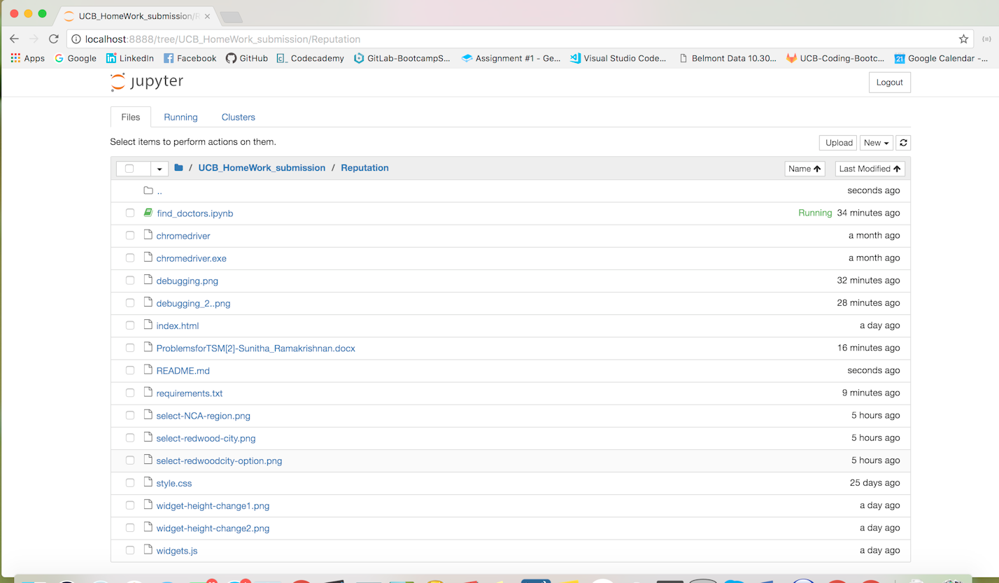 UCB_HomeWork_submission/R
localhost:8888/tree/UCB_HomeWork_submission/Reputation
Apps Google LinkedIn Facebook GitHub Codecademy GitLab-BootcampS... Assignment #1 - Ge... Visual Studio Code... Belmont Data 10.30... UCB-Coding-Bootc... 21 Google Calendar -...
jupyter Logout
Files Running Clusters
Select items to perform actions on them. Upload New
/ UCB_HomeWork_submission / Reputation Name Last Modified
.. seconds ago
find_doctors.ipynb Running 34 minutes ago
chromedriver a month ago
chromedriver.exe a month ago
debugging.png 32 minutes ago
debugging_2..png 28 minutes ago
index.html a day ago
ProblemsforTSM[2]-Sunitha_Ramakrishnan.docx 16 minutes ago
README.md seconds ago
requirements.txt 9 minutes ago
select-NCA-region.png 5 hours ago
select-redwood-city.png 5 hours ago
select-redwoodcity-option.png 5 hours ago
style.css 25 days ago
widget-height-change1.png a day ago
widget-height-change2.png a day ago
widgets.js a day ago